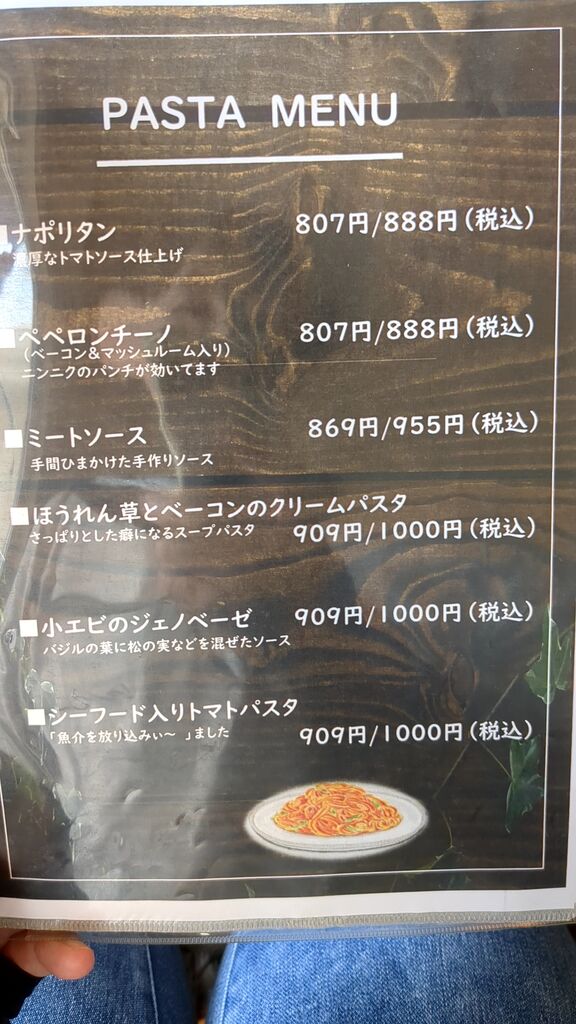 PASTA MENU
■ナポリタン 807円/888円(税込)
濃厚なトマトソース仕上げ
■ペペロンチーノ 807円/888円(税込)
(ベーコン&マッシュルーム入り)
ニンニクのパンチが効いてます
■ミートソース 869円/955円(税込)
手間ひまかけた手作りソース
■ほうれん草とベーコンのクリームパスタ
さっぱりとした癖になるスープパスタ 909円/1000円(税込)
■小エビのジェノベーゼ 909円/1000円(税込)
バジルの葉に松の実などを混ぜたソース
■シーフード入りトマトパスタ
「魚介を放り込みぃ〜 」ました 909円/1000円(税込)